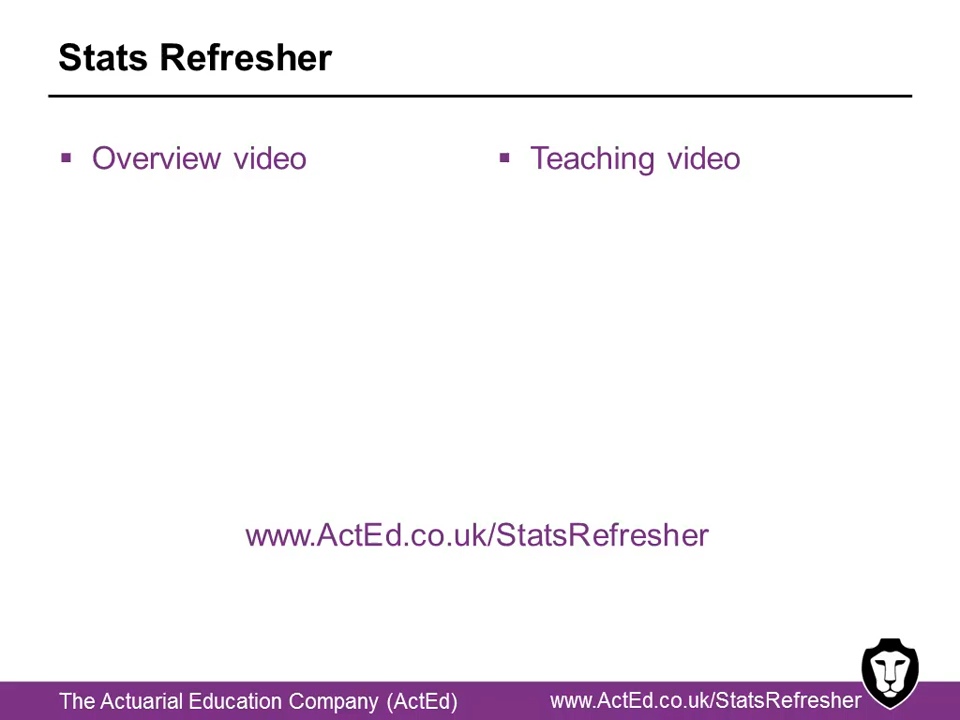 Stats Refresher
Overview video
Teaching video
www.ActEd.co.uk/StatsRefresher
The Actuarial Education Company (ActEd)
www.ActEd.co.uk/StatsRefresher